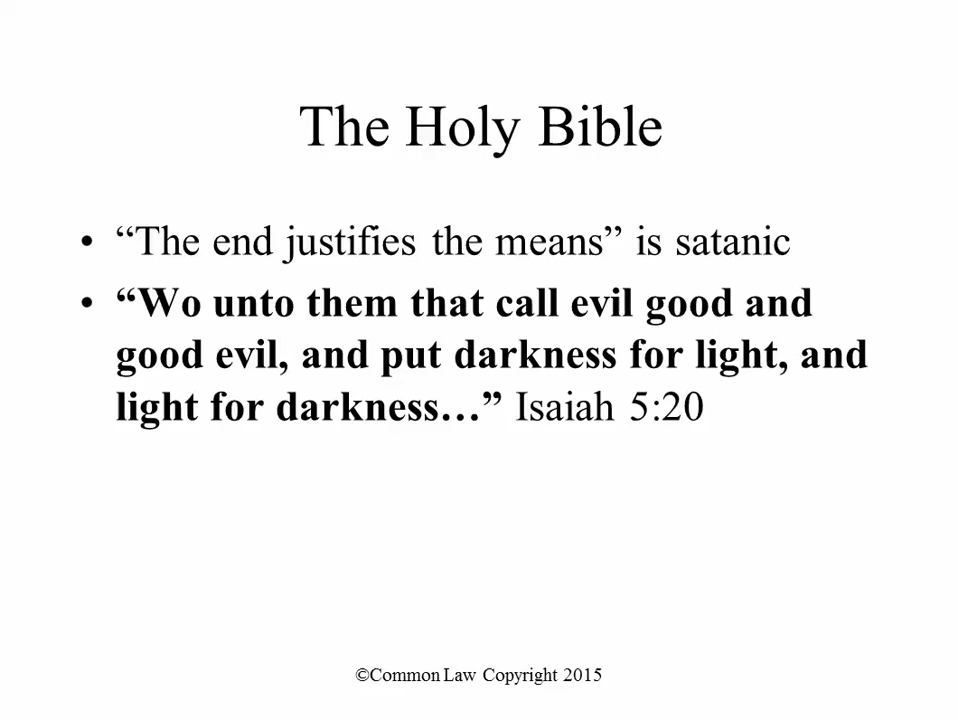 The Holy Bible
• “The end justifies the means” is satanic
• “Wo unto them that call evil good and
good evil, and put darkness for light, and
light for darkness…” Isaiah 5:20
©Common Law Copyright 2015